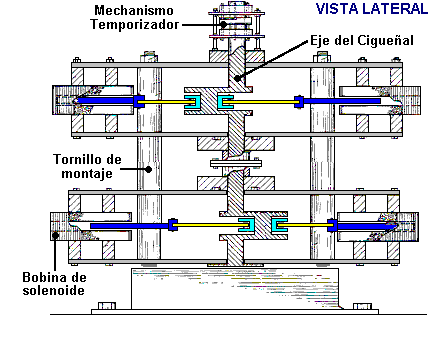 VISTA LATERAL
Mechanismo
Temporizador
Eje del Cigueñal
Tornillo de
montaje
Bobina de
solenoide